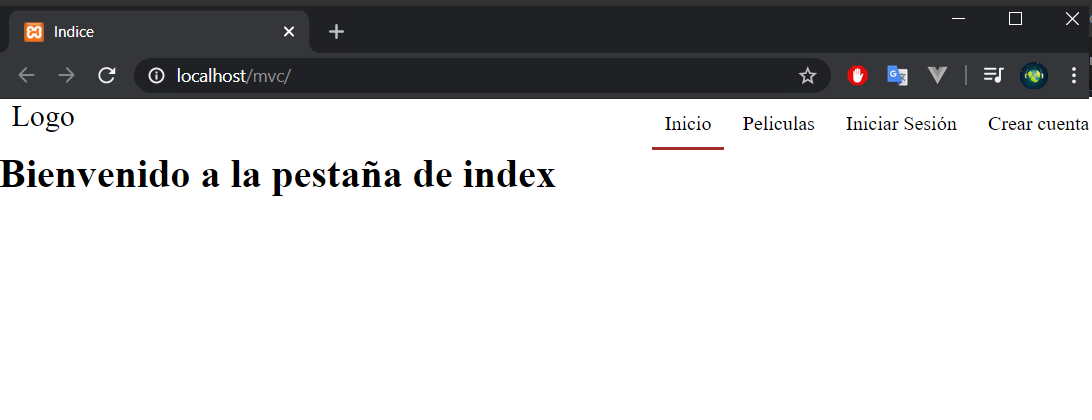 Indice
localhost/mvc/
Logo
Inicio Peliculas Iniciar Sesión Crear cuenta
Bienvenido a la pestaña de index